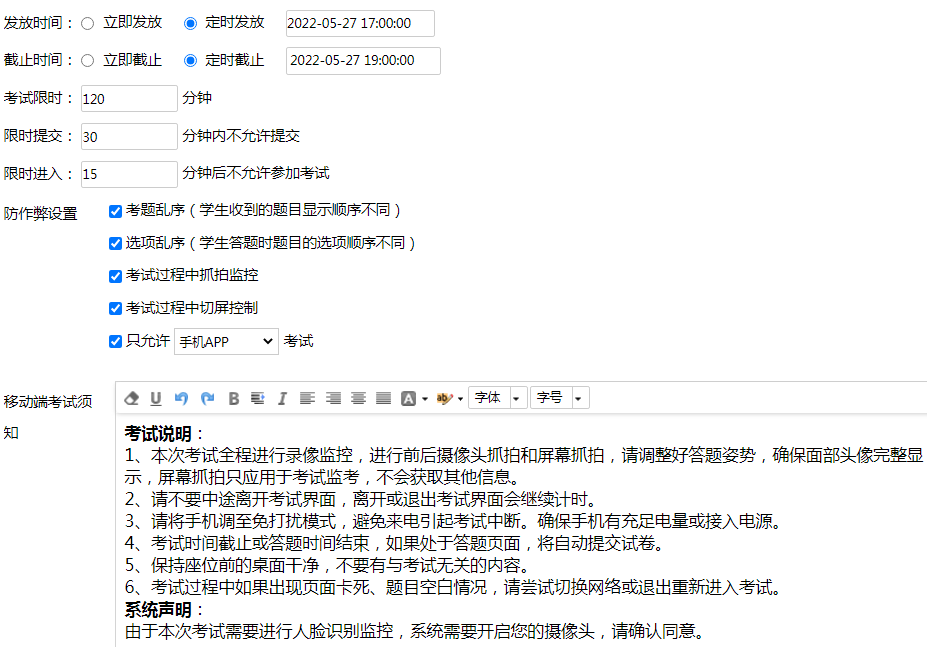 发放时间： 立即发放 定时发放 2022-05-27 17:00:00
截止时间： 立即截止 定时截止 2022-05-27 19:00:00
考试限时： 120 分钟
限时提交： 30 分钟内不允许提交
限时进入： 15 分钟后不允许参加考试
防作弊设置 考题乱序（学生收到的题目显示顺序不同）
选项乱序（学生答题时题目的选项顺序不同）
考试过程中抓拍监控
考试过程中切屏控制
只允许 手机APP 考试
移动端考试须
知
U B I A ab 字体 字号
考试说明：
1、本次考试全程进行录像监控，进行前后摄像头抓拍和屏幕抓拍，请调整好答题姿势，确保面部头像完整显
示，屏幕抓拍只应用于考试监考，不会获取其他信息。
2、请不要中途离开考试界面，离开或退出考试界面会继续计时。
3、请将手机调至免打扰模式，避免来电引起考试中断。确保手机有充足电量或接入电源。
4、考试时间截止或答题时间结束，如果处于答题页面，将自动提交试卷。
5、保持座位前的桌面干净，不要有与考试无关的内容。
6、考试过程中如果出现页面卡死、题目空白情况，请尝试切换网络或退出重新进入考试。
系统声明：
由于本次考试需要进行人脸识别监控，系统需要开启您的摄像头，请确认同意。